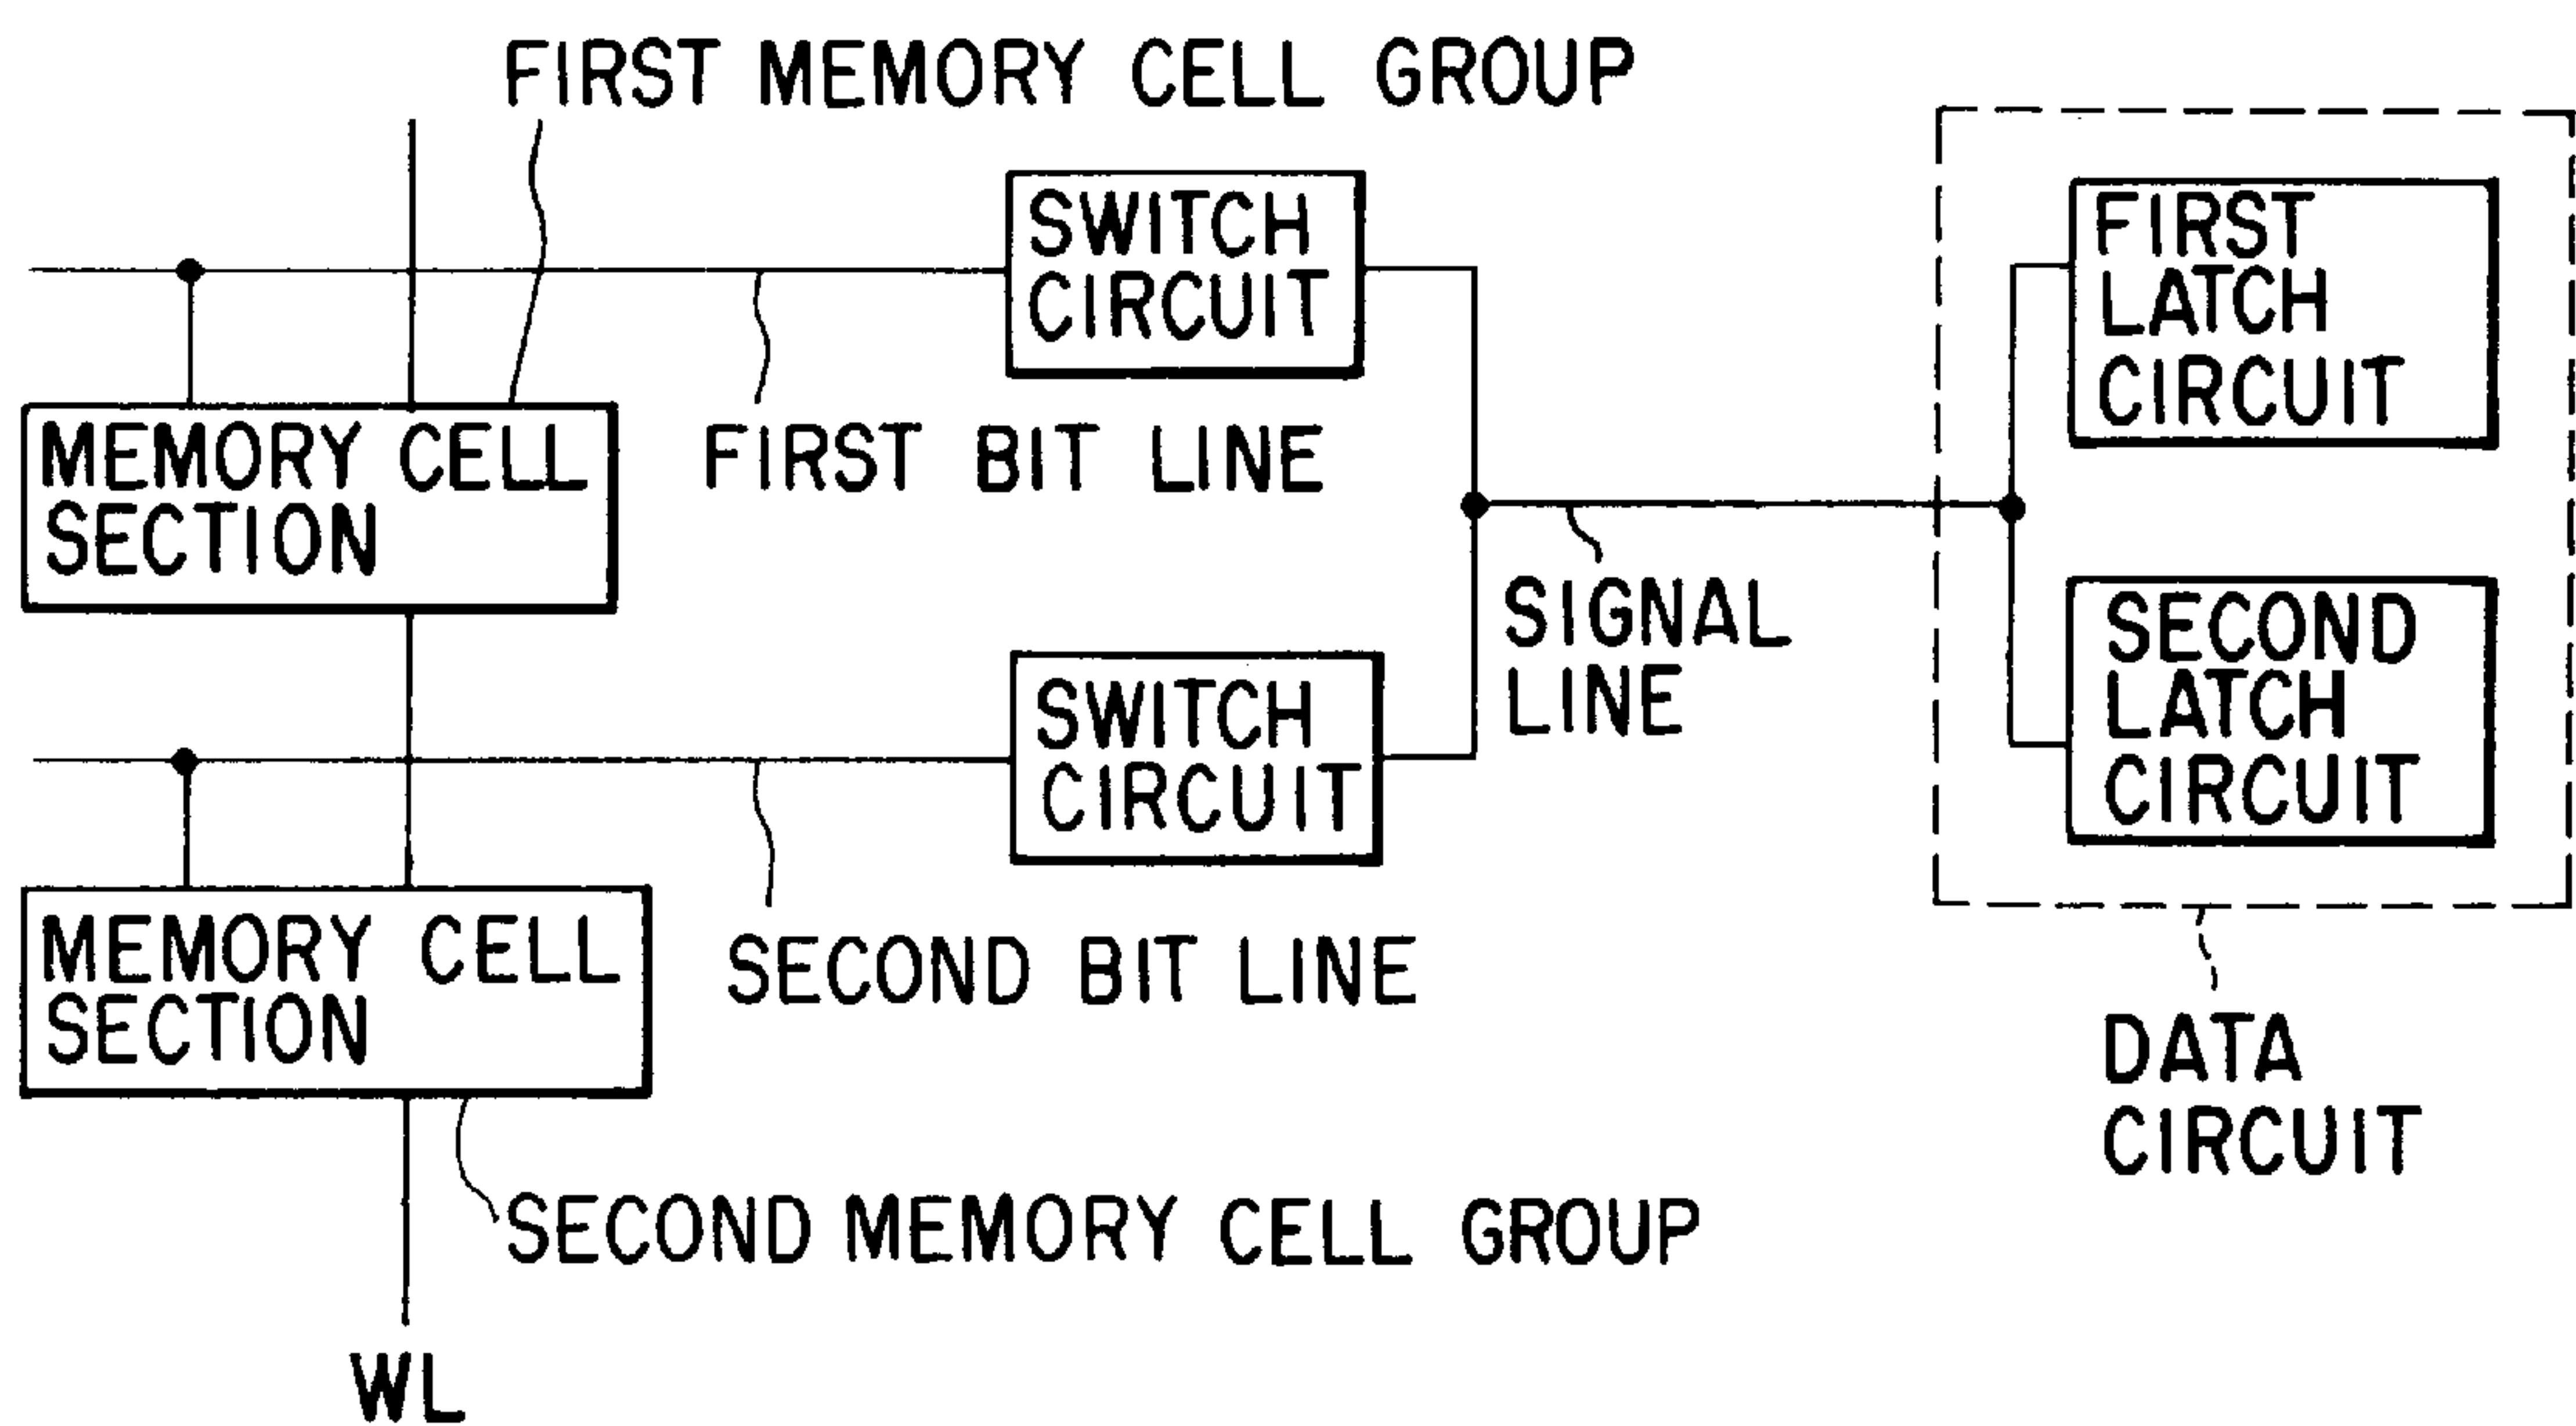 FIRST MEMORY CELL GROUP
SWITCH
CIRCUIT
FIRST
LATCH
CIRCUIT
MEMORY CELL
SECTION
FIRST BIT LINE
SIGNAL
LINE
SWITCH
CIRCUIT
SECOND
LATCH
CIRCUIT
MEMORY CELL
SECTION
SECOND BIT LINE
DATA
CIRCUIT
SECOND MEMORY CELL GROUP
WL